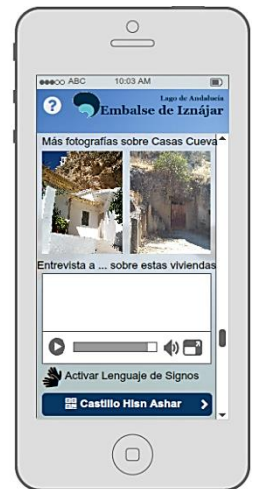 ABC 10:03 AM
?
Lago de Andalucía
Embalse de Iznájar
Más fotografías sobre Casas Cueva
Entrevista a ... sobre estas viviendas
Activar Lenguaje de Signos
Castillo HIsn Ashar